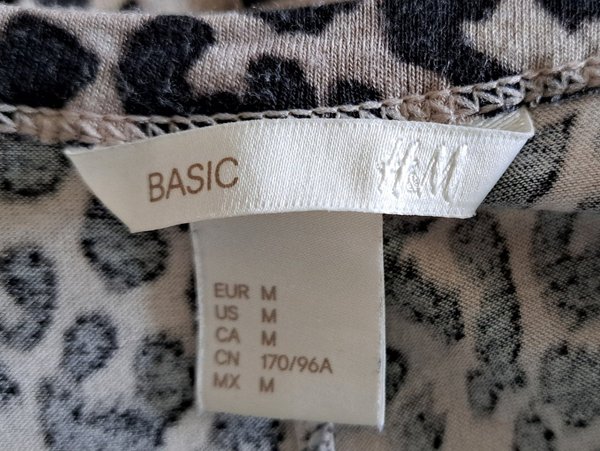 BASIC H&M
EUR M
US M
CA M
CN 170/96A
MX M